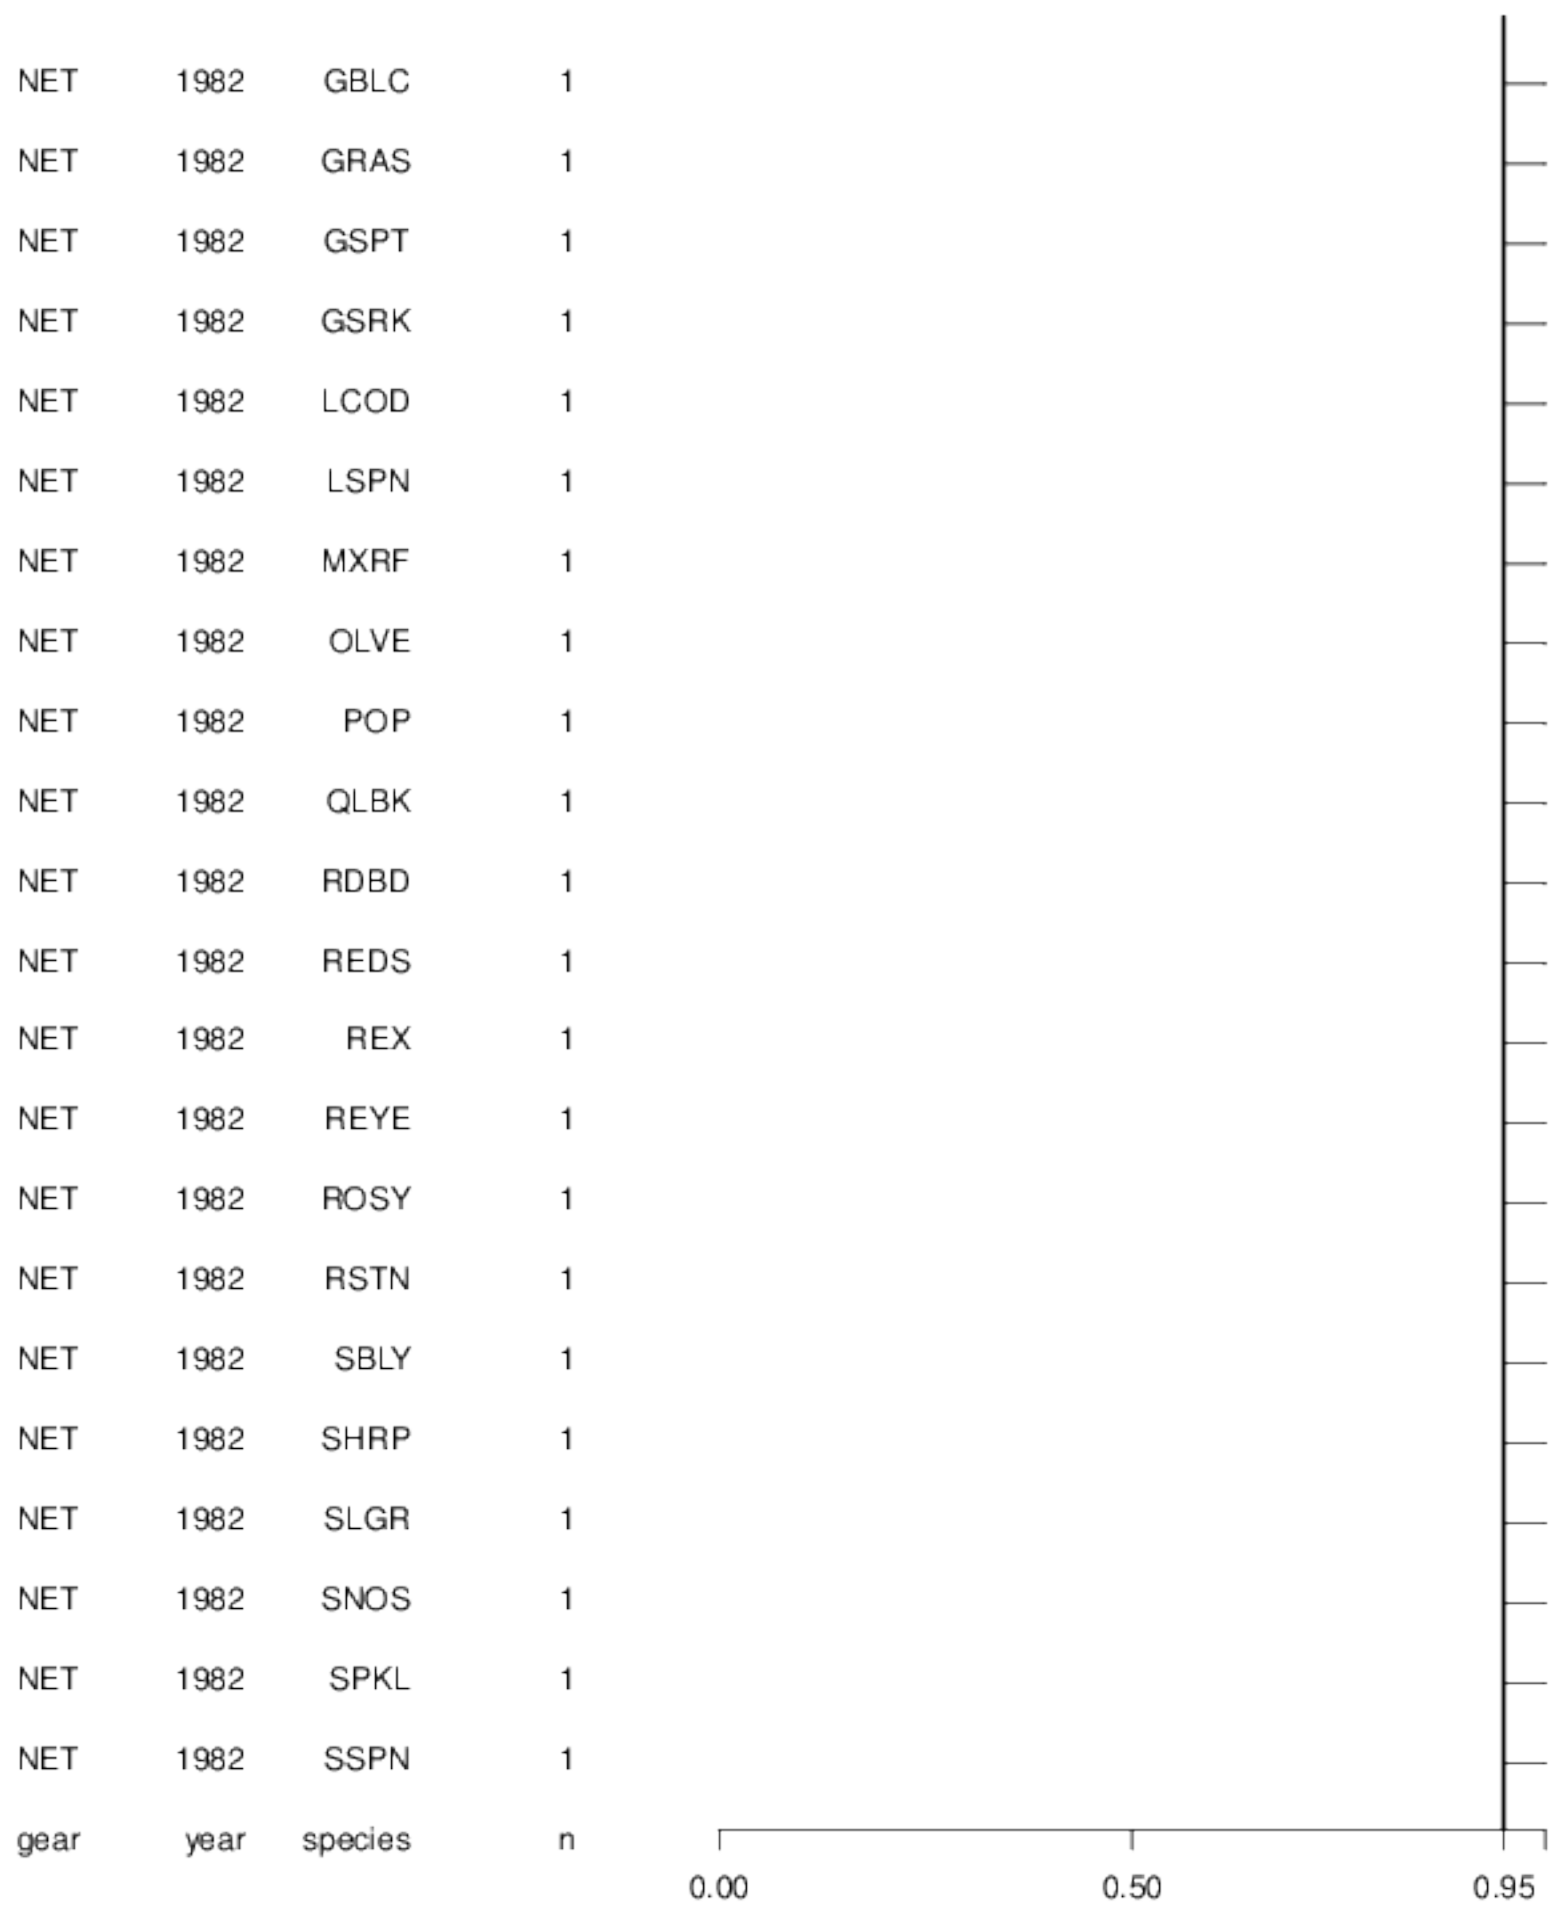 NET 1982 GBLC 1
NET 1982 GRAS 1
NET 1982 GSPT 1
NET 1982 GSRK 1
NET 1982 LCOD 1
NET 1982 LSPN 1
NET 1982 MXRF 1
NET 1982 OLVE 1
NET 1982 POP 1
NET 1982 QLBK 1
NET 1982 RDBD 1
NET 1982 REDS 1
NET 1982 REX 1
NET 1982 REYE 1
NET 1982 ROSY 1
NET 1982 RSTN 1
NET 1982 SBLY 1
NET 1982 SHRP 1
NET 1982 SLGR 1
NET 1982 SNOS 1
NET 1982 SPKL 1
NET 1982 SSPN 1
gear year species n
0.00 0.50 0.95